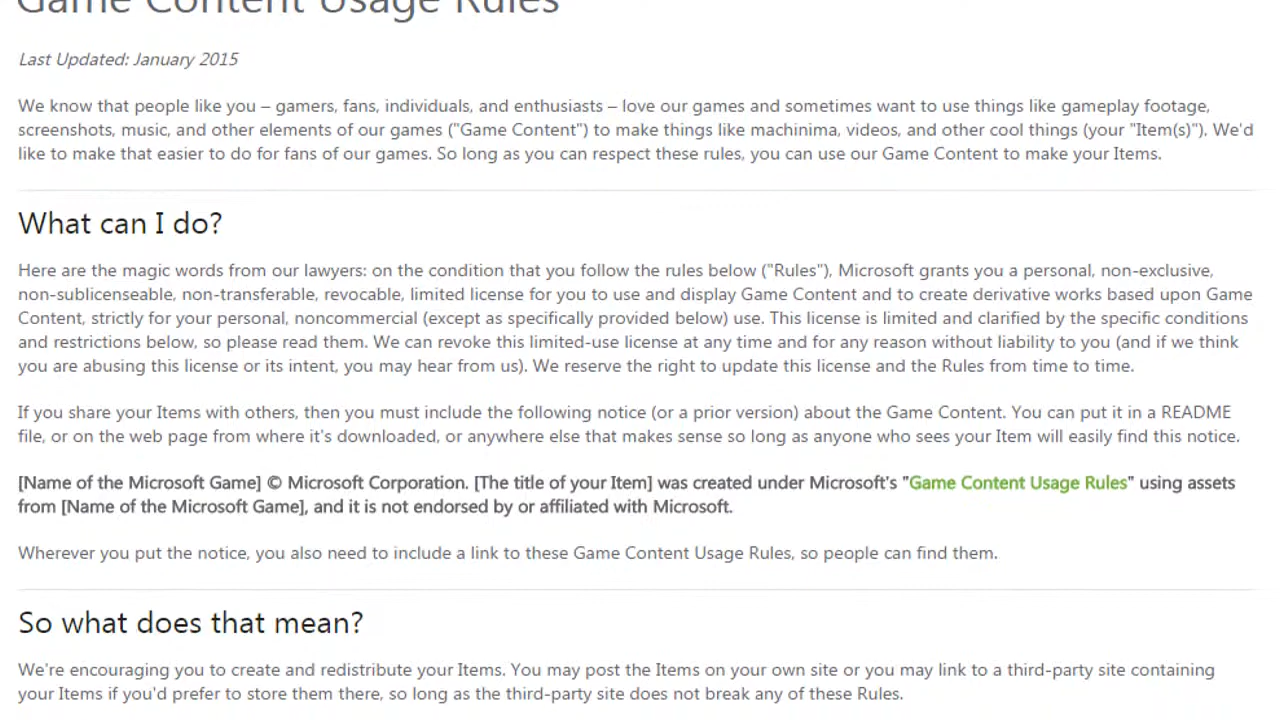 Game Content Usage Rules
Last Updated: January 2015
We know that people like you – gamers, fans, individuals, and enthusiasts – love our games and sometimes want to use things like gameplay footage,
screenshots, music, and other elements of our games ("Game Content") to make things like machinima, videos, and other cool things (your "Item(s)"). We'd
like to make that easier to do for fans of our games. So long as you can respect these rules, you can use our Game Content to make your Items.
What can I do?
Here are the magic words from our lawyers: on the condition that you follow the rules below ("Rules"), Microsoft grants you a personal, non-exclusive,
non-sublicenseable, non-transferable, revocable, limited license for you to use and display Game Content and to create derivative works based upon Game
Content, strictly for your personal, noncommercial (except as specifically provided below) use. This license is limited and clarified by the specific conditions
and restrictions below, so please read them. We can revoke this limited-use license at any time and for any reason without liability to you (and if we think
you are abusing this license or its intent, you may hear from us). We reserve the right to update this license and the Rules from time to time.
If you share your Items with others, then you must include the following notice (or a prior version) about the Game Content. You can put it in a README
file, or on the web page from where it's downloaded, or anywhere else that makes sense so long as anyone who sees your Item will easily find this notice.
[Name of the Microsoft Game] © Microsoft Corporation. [The title of your Item] was created under Microsoft's "Game Content Usage Rules" using assets
from [Name of the Microsoft Game], and it is not endorsed by or affiliated with Microsoft.
Wherever you put the notice, you also need to include a link to these Game Content Usage Rules, so people can find them.
So what does that mean?
We're encouraging you to create and redistribute your Items. You may post the Items on your own site or you may link to a third-party site containing
your Items if you'd prefer to store them there, so long as the third-party site does not break any of these Rules.